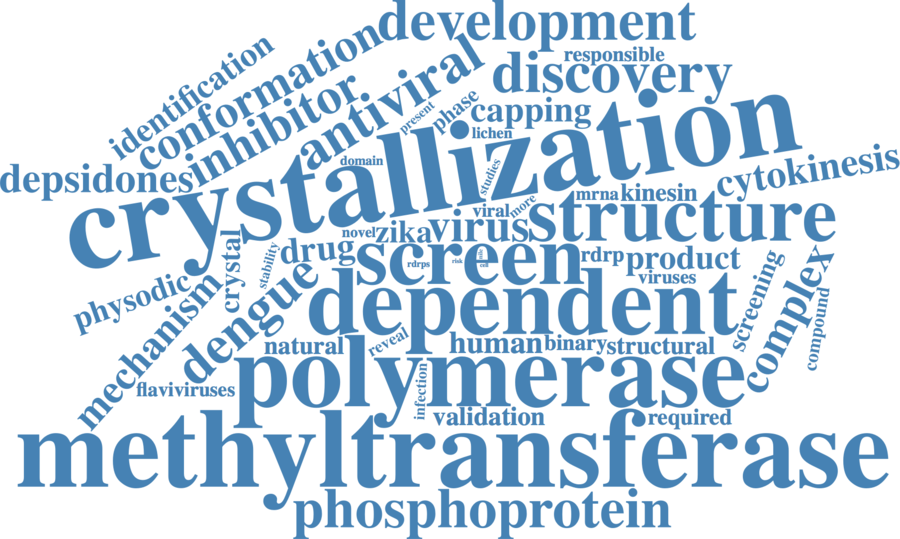 development
responsible
identification
conformation
discovery
antiviral
inhibitor
phase
present
capping
crystallization
lichen
domain
studies
depsidones
cytokinesis
mrna
kinesin
more
viral
structure
novel
zika
virus
drug
crystal
stability
screen
rdrps
risk
cell
rdrp
product
viruses
physodic
dengue
dependent
screening
complex
compound
mechanism
natural
reveal
human
binary
structural
flaviviruses
polymerase
infection
validation
required
methyltransferase
phosphoprotein